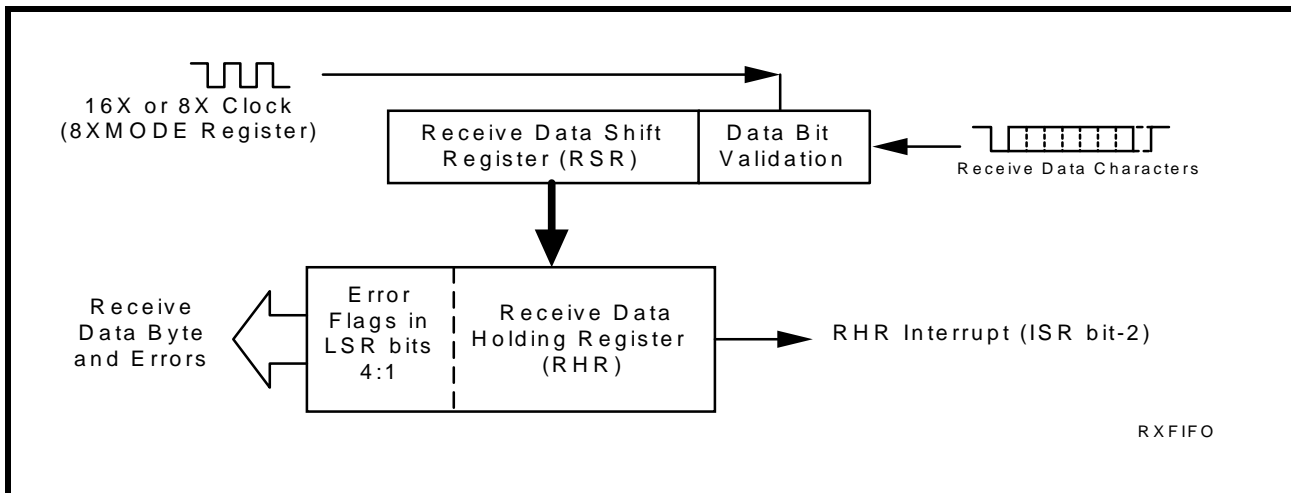 16X or 8X Clock
(8XMODE Register)
Receive Data Shift
Register (RSR)
Data Bit
Validation
Receive Data Characters
Receive
Data Byte
and Errors
Error
Flags in
LSR bits
4:1
Receive Data
Holding Register
(RHR)
RHR Interrupt (ISR bit-2)
RXFIFO